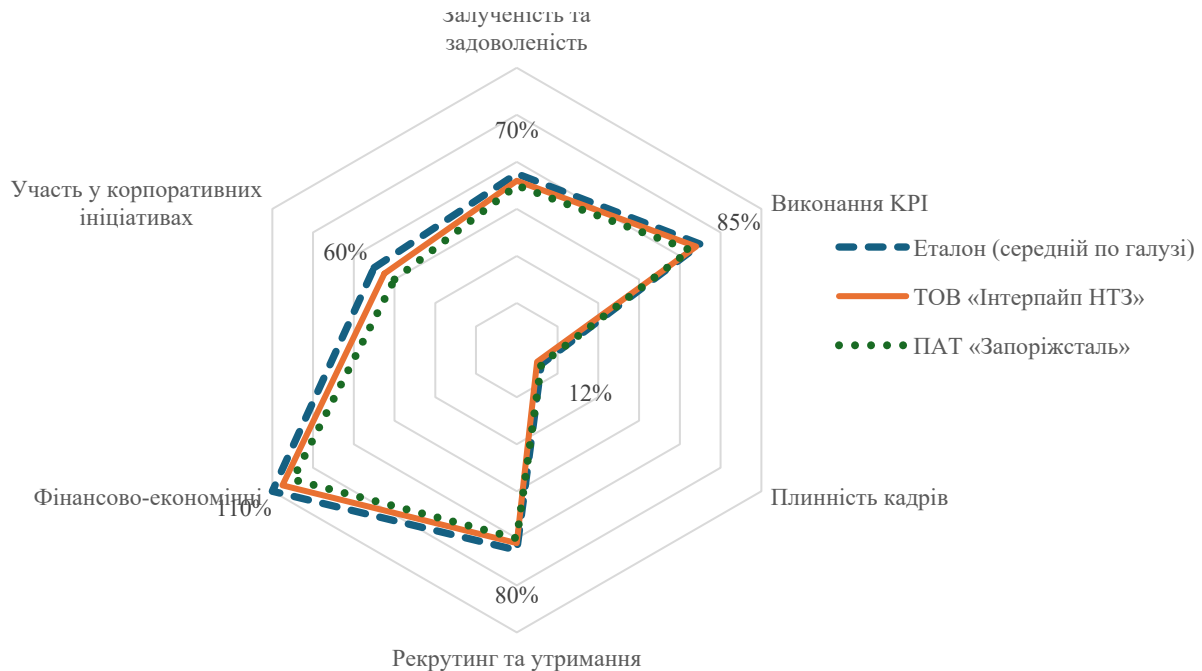 Залученість та
задоволеність
70%
Участь у корпоративних
ініціативах
Виконання KPI
85%
60%
Еталон (середній по галузі)
ТОВ «Інтерпайп НТЗ»
ПАТ «Запоріжсталь»
12%
Фінансово-економічні
110%
Плинність кадрів
80%
Рекрутинг та утримання